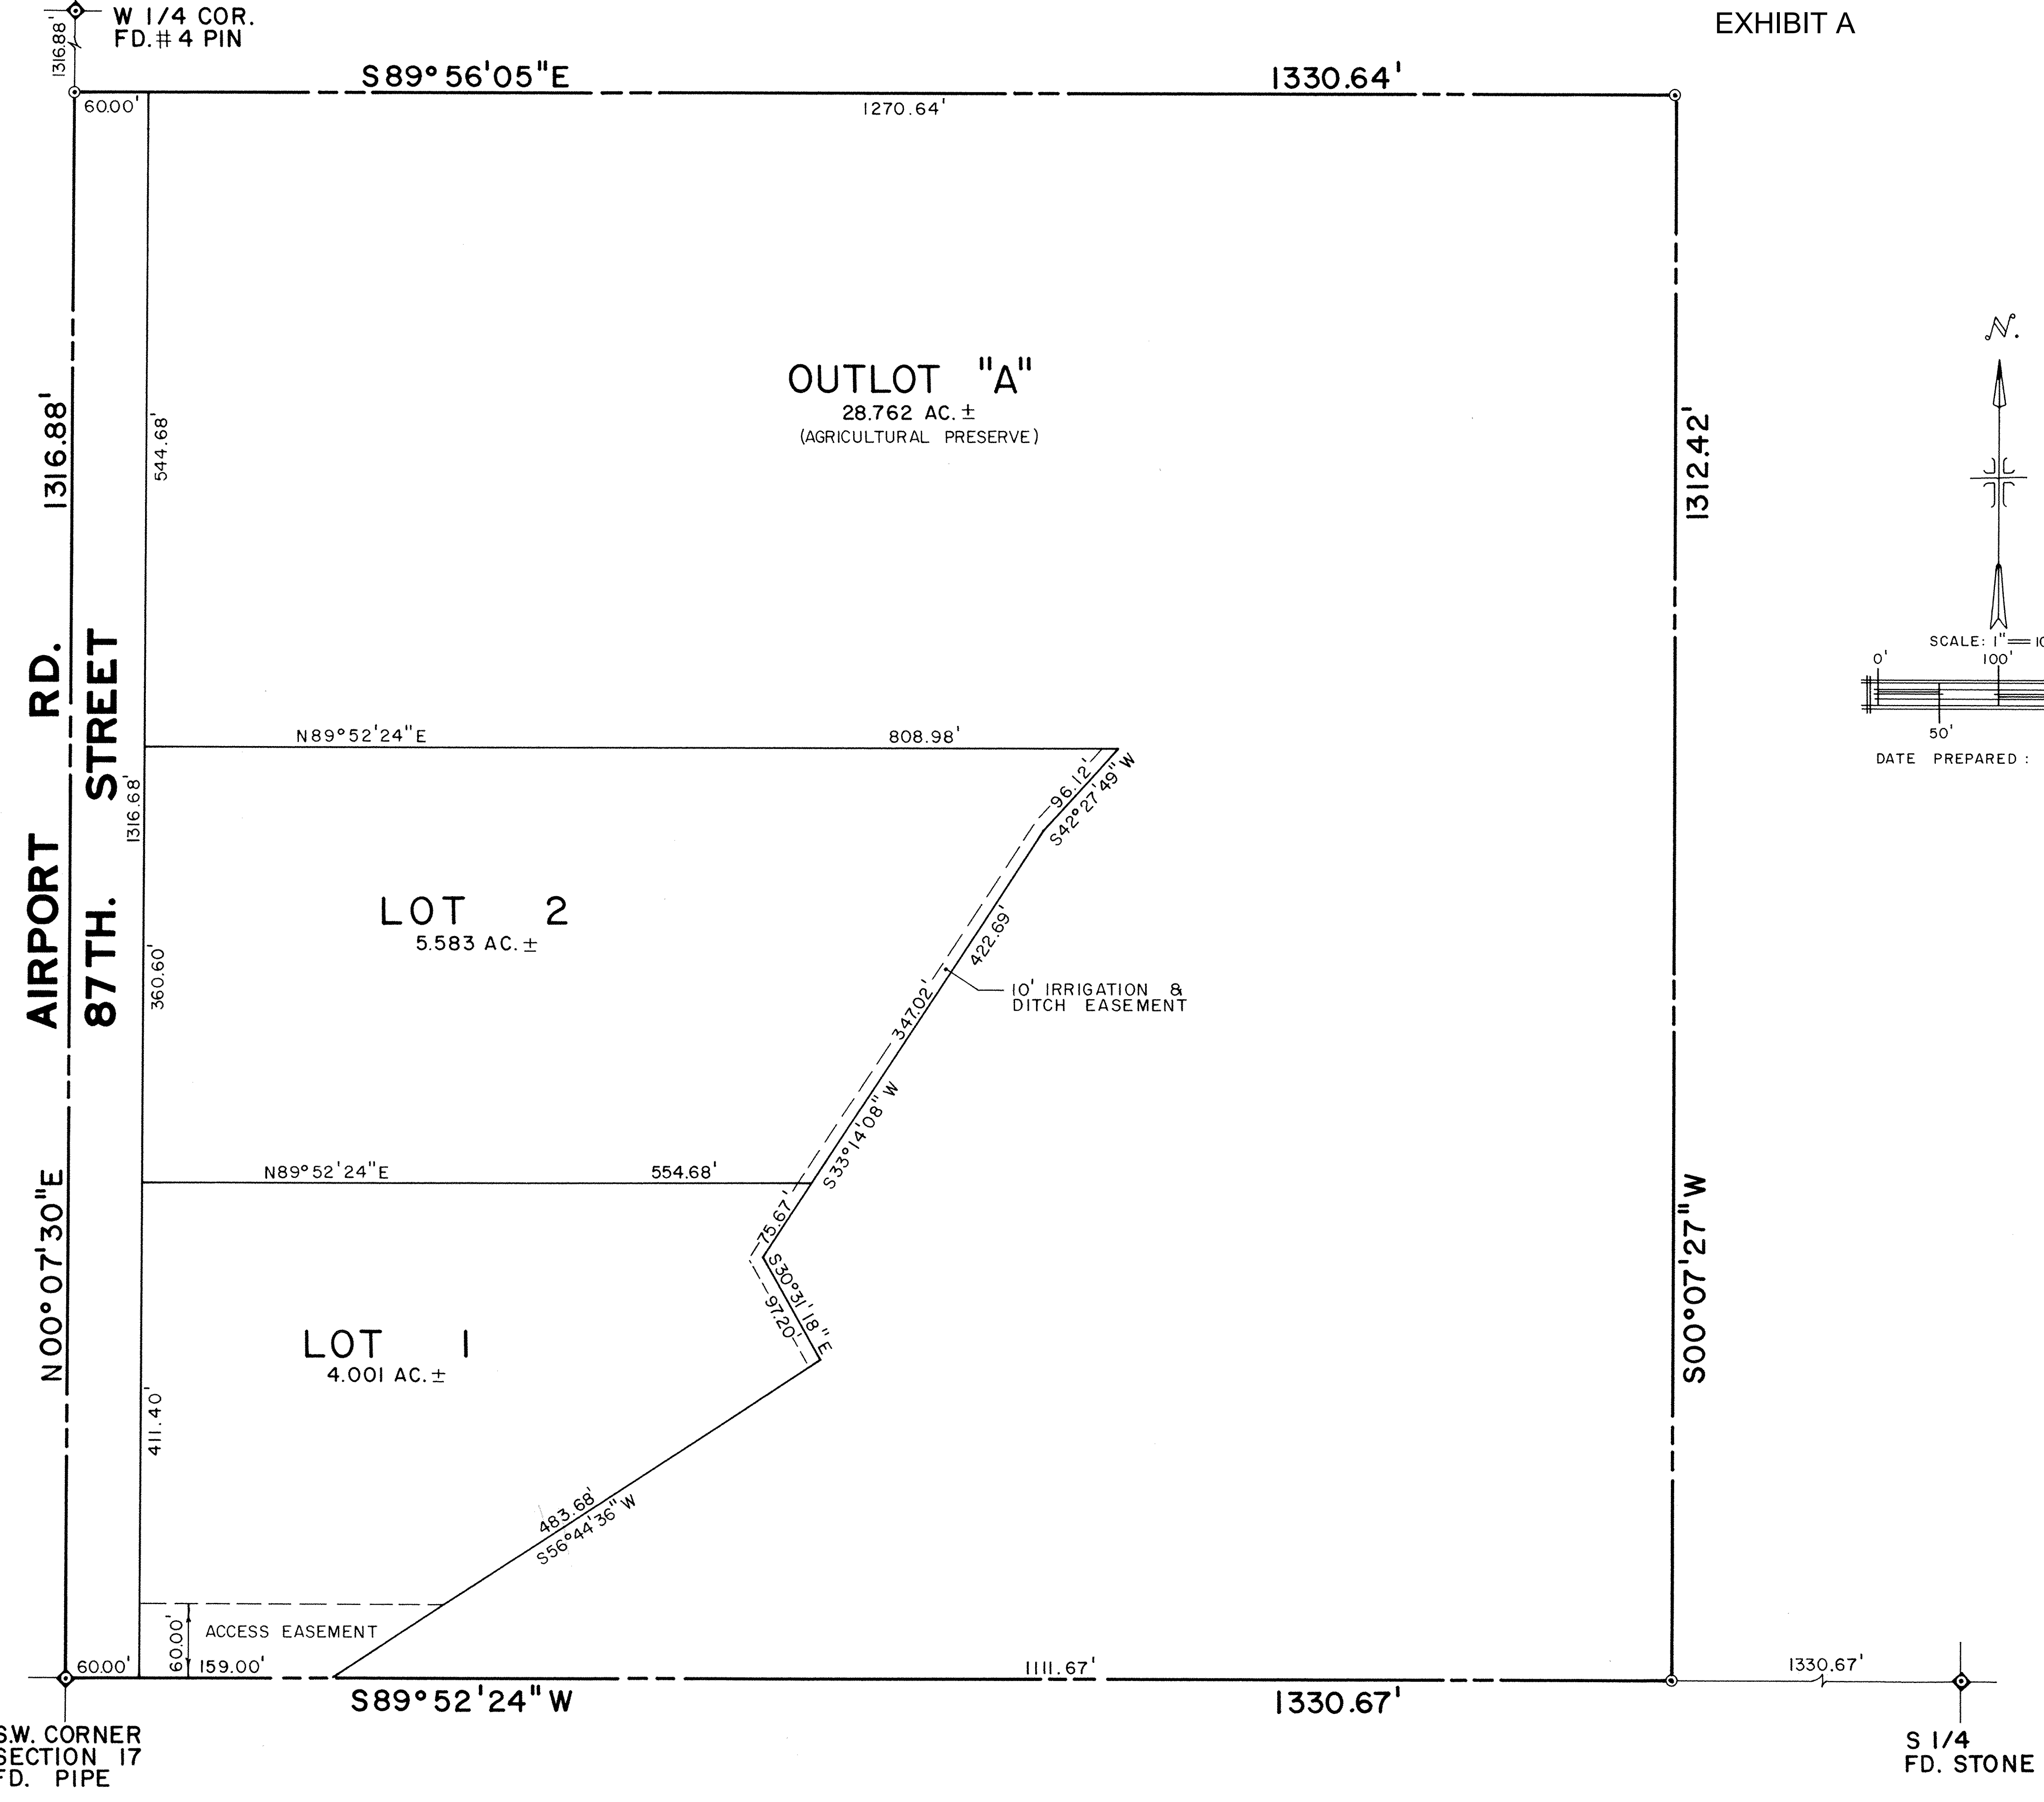 EXHIBIT A
W 1/4 COR.
FD. # 4 PIN
1316.88'
S89°56'05"E
1330.64'
60.00'
1270.64'
OUTLOT "A"
28.762 AC. ±
(AGRICULTURAL PRESERVE)
1316.88'
544.68'
1312.42'
N.
SCALE: 1" = 10
0'
100'
50'
DATE PREPARED :
AIRPORT RD.
87TH. STREET
N89°52'24"E
808.98'
96.12'
S42°27'49"W
1316.68'
LOT 2
5.583 AC. ±
360.60'
422.69'
347.02'
10' IRRIGATION &
DITCH EASEMENT
S33°14'08"W
N89°52'24"E
554.68'
75.67'
S30°31'18"E
97.20'
N00°07'30"E
S00°07'27"W
LOT 1
4.001 AC. ±
411.40'
483.68'
S56°44'36"W
60.00'
ACCESS EASEMENT
60.00'
159.00'
1111.67'
1330.67'
S89°52'24"W
1330.67'
S.W. CORNER
SECTION 17
FD. PIPE
S 1/4
FD. STONE